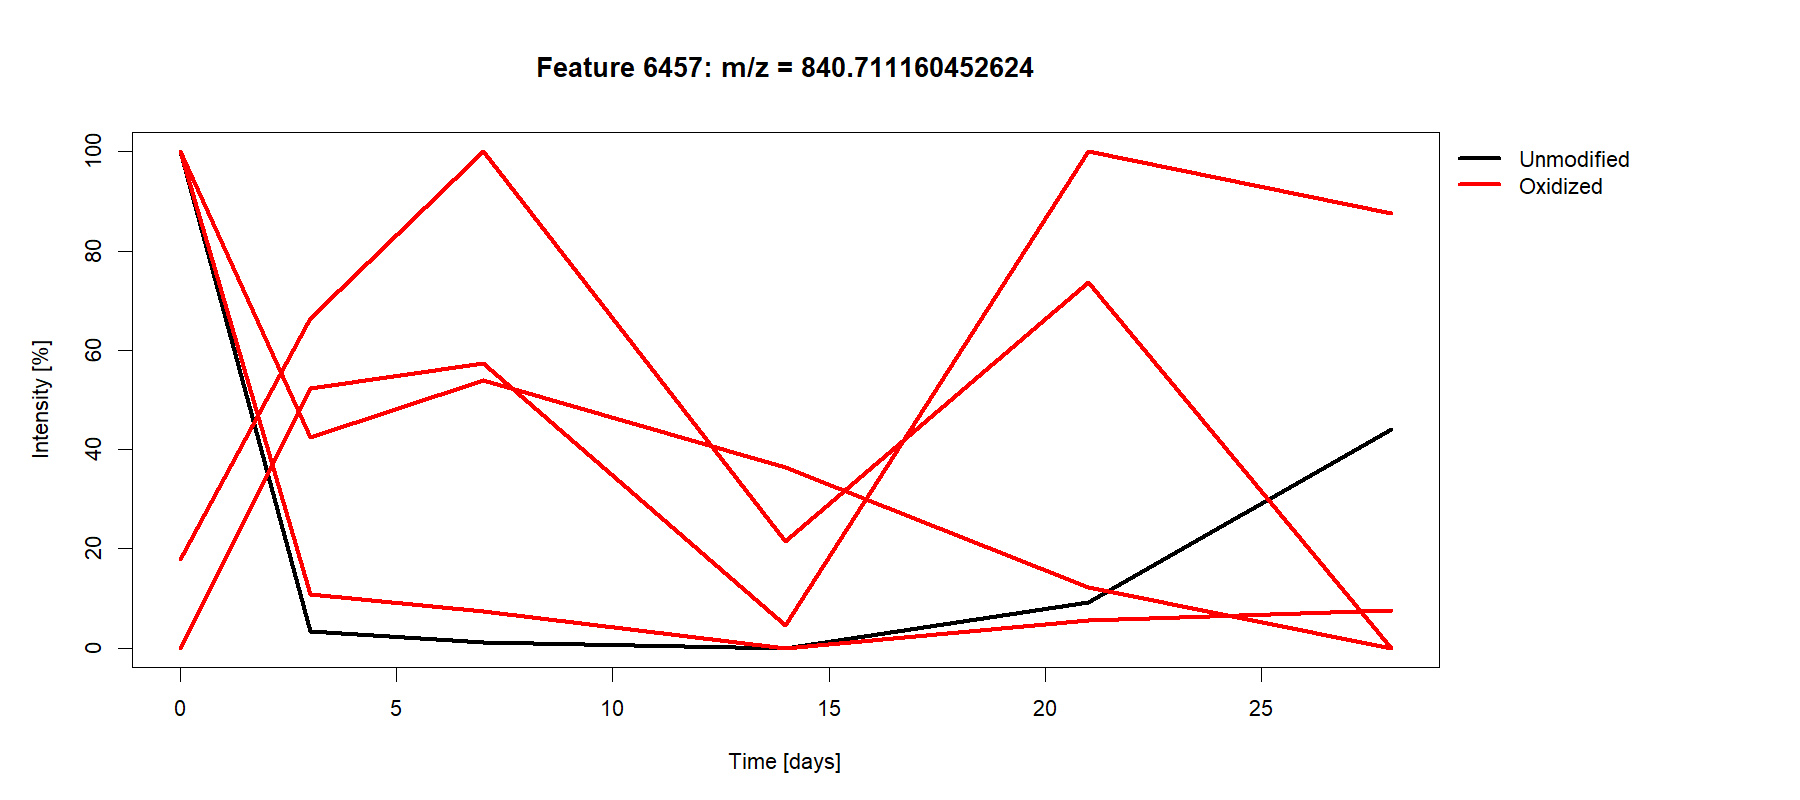 Feature 6457: m/z = 840.711160452624
Unmodified
Oxidized
Intensity [%]
100
80
60
40
20
0
0 5 10 15 20 25
Time [days]